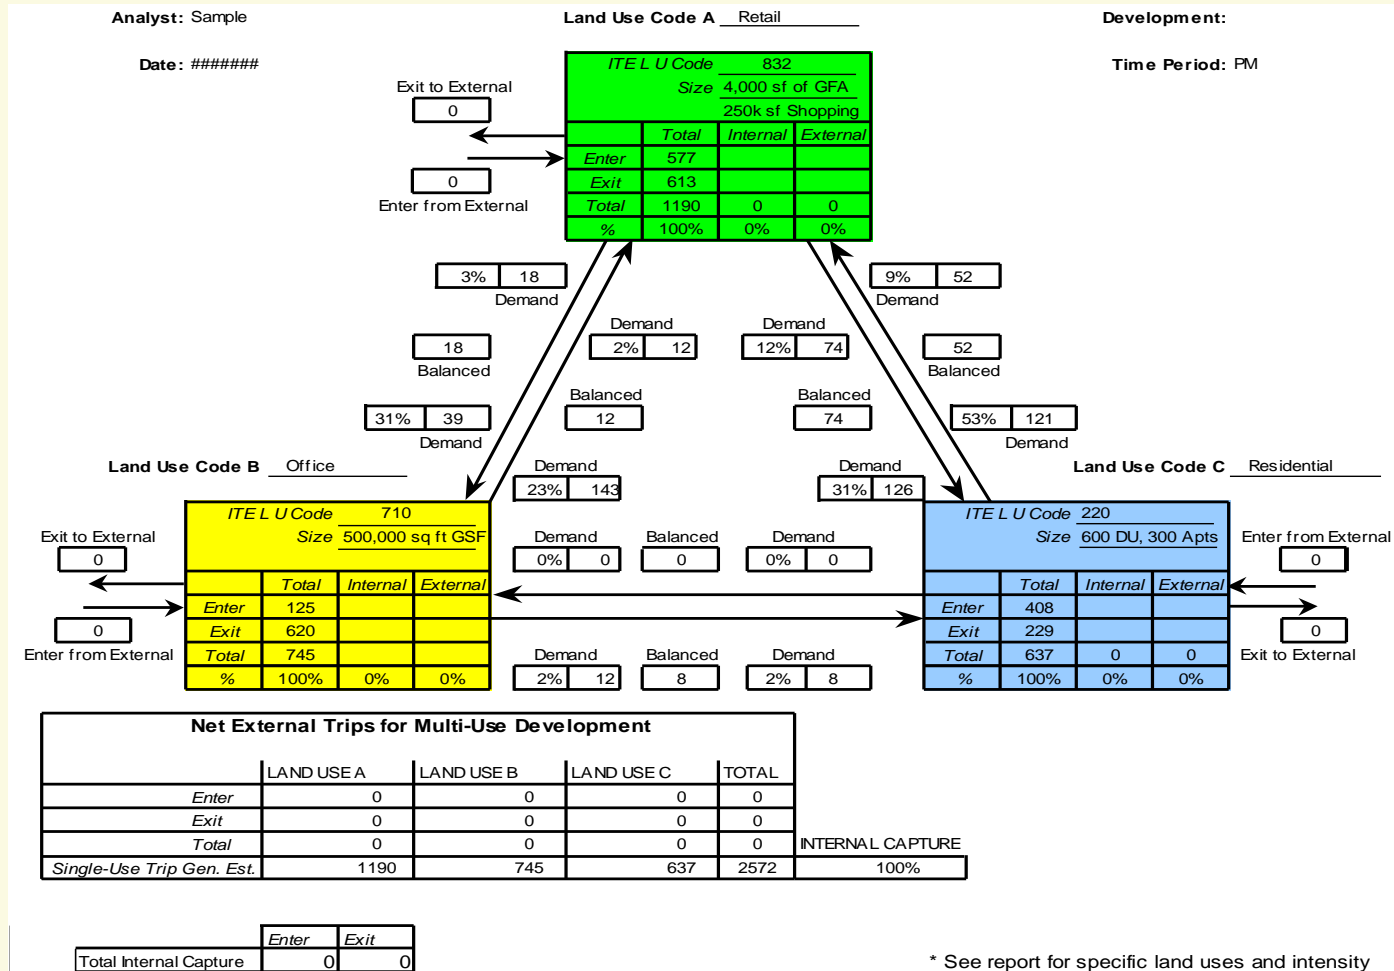 Analyst: Sample
Land Use Code A Retail
Development:
Date: #######
Time Period: PM
ITE L U Code 832
Size 4,000 sf of GFA
250k sf Shopping
Total Internal External
Enter 577
Exit 613
Total 1190 0 0
% 100% 0% 0%
Exit to External
0
0
Enter from External
3% 18
Demand
9% 52
Demand
Demand
2% 12
Demand
12% 74
18
Balanced
52
Balanced
Balanced
12
Balanced
74
31% 39
Demand
53% 121
Demand
Land Use Code B Office
Demand
23% 143
Demand
31% 126
Land Use Code C Residential
ITE L U Code 710
Size 500,000 sq ft GSF
Total Internal External
Enter 125
Exit 620
Total 745
% 100% 0% 0%
Exit to External
0
0
Enter from External
Demand Balanced Demand
0% 0 0 0% 0
Demand Balanced Demand
2% 12 8 2% 8
ITE L U Code 220
Size 600 DU, 300 Apts
Total Internal External
Enter 408
Exit 229
Total 637 0 0
% 100% 0% 0%
Enter from External
0
0
Exit to External
Net External Trips for Multi-Use Development
LAND USE A LAND USE B LAND USE C TOTAL
Enter 0 0 0 0
Exit 0 0 0 0
Total 0 0 0 0 INTERNAL CAPTURE
Single-Use Trip Gen. Est. 1190 745 637 2572 100%
Enter Exit
Total Internal Capture 0 0
* See report for specific land uses and intensity